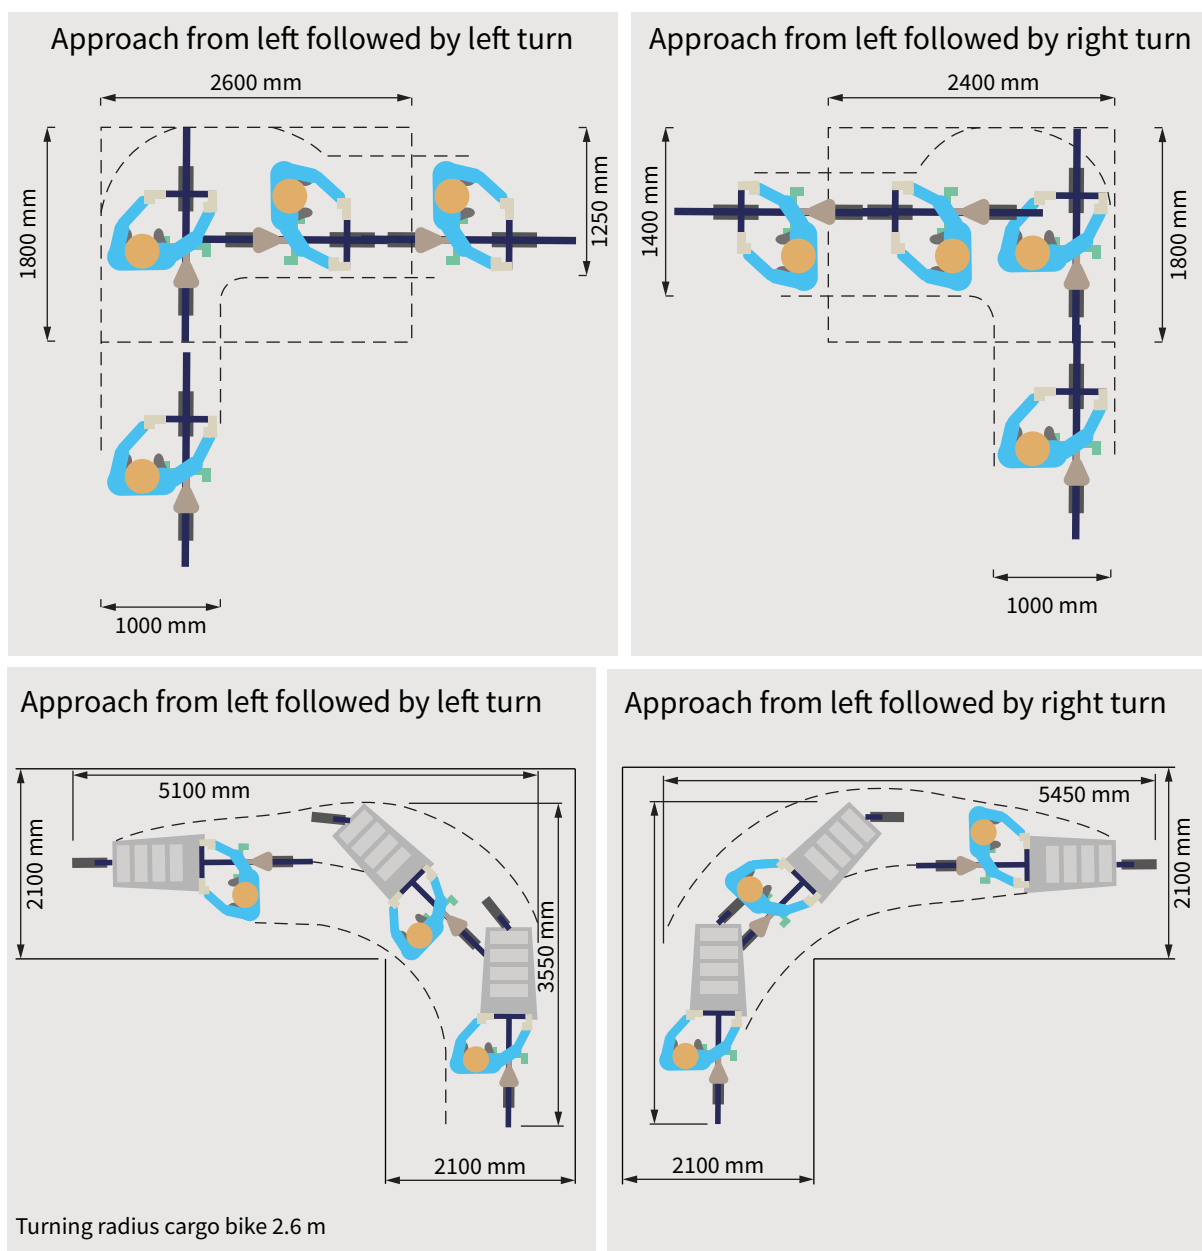 Approach from left followed by left turn
2600 mm
1800 mm
1250 mm
1000 mm
Approach from left followed by right turn
2400 mm
1400 mm
1800 mm
1000 mm
Approach from left followed by left turn
5100 mm
2100 mm
3550 mm
2100 mm
Turning radius cargo bike 2.6 m
Approach from left followed by right turn
5450 mm
2100 mm
2100 mm